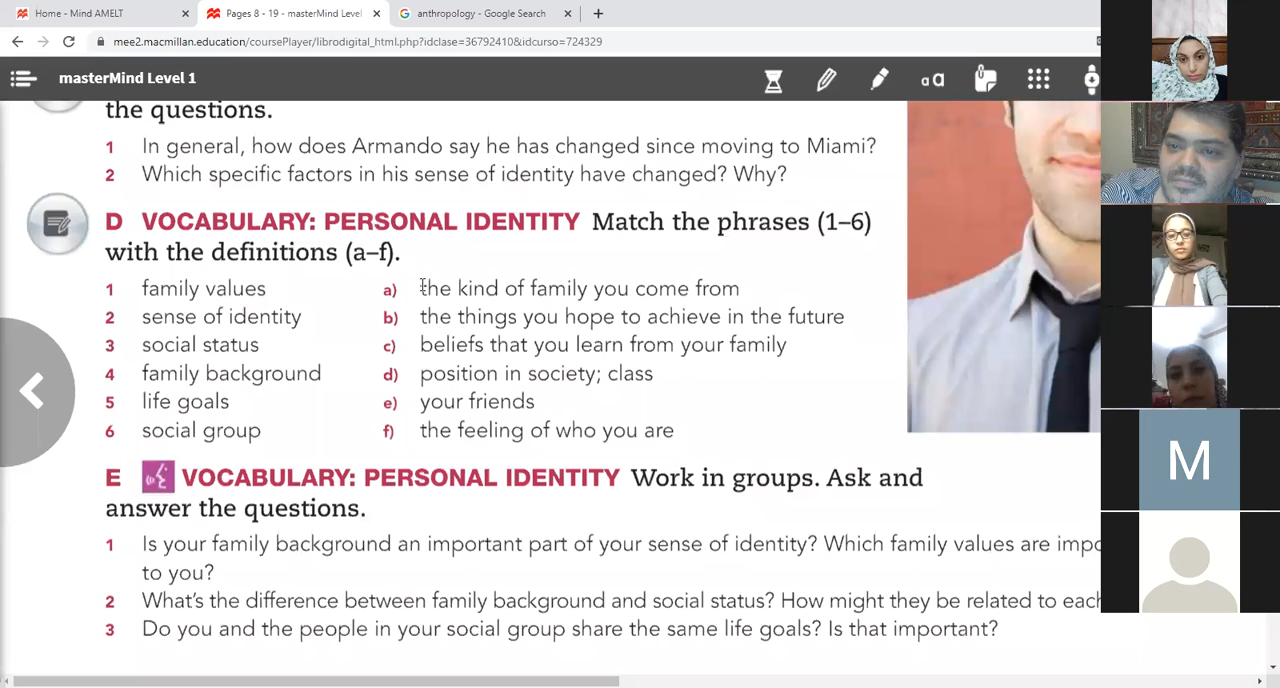 Home - Mind AMELT
Pages 8 - 19 - masterMind Level
anthropology - Google Search
mee2.macmillan.education/coursePlayer/librodigital_html.php?idclase=36792410&idcurso=724329
masterMind Level 1
the questions.
1 In general, how does Armando say he has changed since moving to Miami?
2 Which specific factors in his sense of identity have changed? Why?
D VOCABULARY: PERSONAL IDENTITY Match the phrases (1–6)
with the definitions (a–f).
1 family values a) the kind of family you come from
2 sense of identity b) the things you hope to achieve in the future
3 social status c) beliefs that you learn from your family
4 family background d) position in society; class
5 life goals e) your friends
6 social group f) the feeling of who you are
E VOCABULARY: PERSONAL IDENTITY Work in groups. Ask and
answer the questions.
1 Is your family background an important part of your sense of identity? Which family values are impo
to you?
2 What's the difference between family background and social status? How might they be related to each
3 Do you and the people in your social group share the same life goals? Is that important?
aa
M